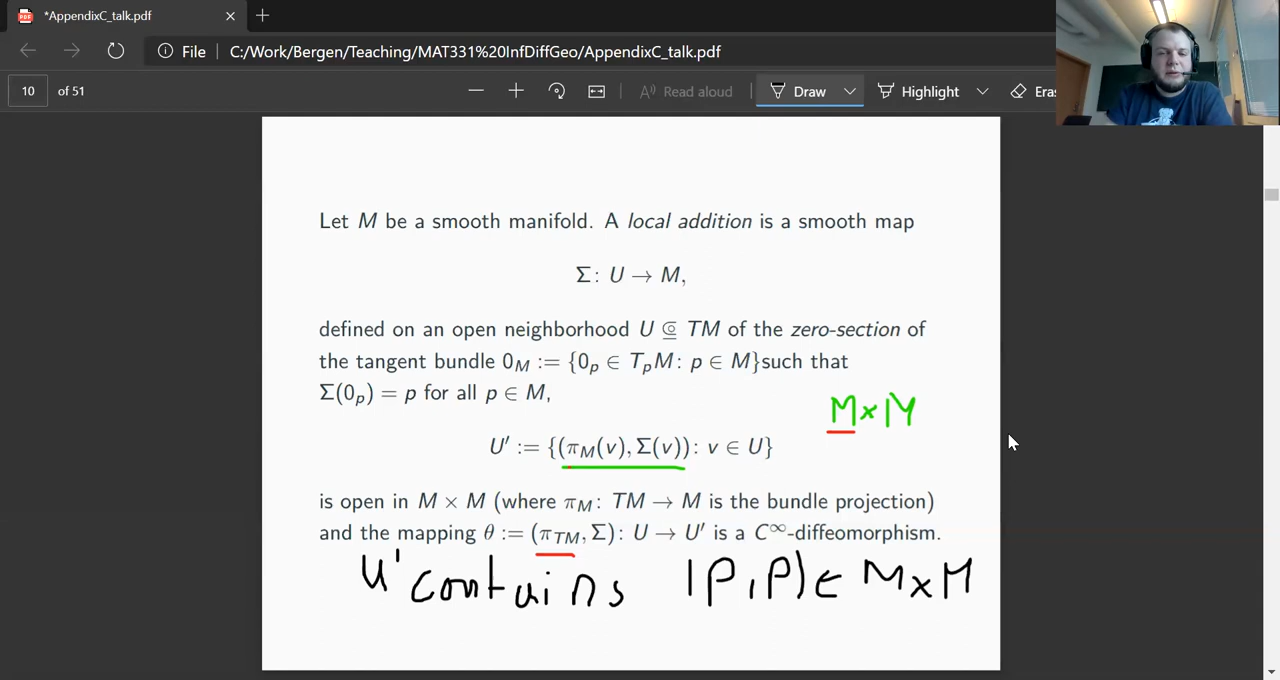 *AppendixC_talk.pdf
File C:/Work/Bergen/Teaching/MAT331%20InfDiffGeo/AppendixC_talk.pdf
10 of 51 Read aloud Draw Highlight Eras
Let M be a smooth manifold. A local addition is a smooth map
Σ: U → M,
defined on an open neighborhood U ⊆ TM of the zero-section of
the tangent bundle 0_M := {0_p ∈ T_pM: p ∈ M}such that
Σ(0_p) = p for all p ∈ M,
M×M
U′ := {(π_M(v), Σ(v)): v ∈ U}
is open in M × M (where π_M: TM → M is the bundle projection)
and the mapping θ := (π_TM, Σ): U → U′ is a C^∞-diffeomorphism.
U' contains (p,p) ∈ M×M